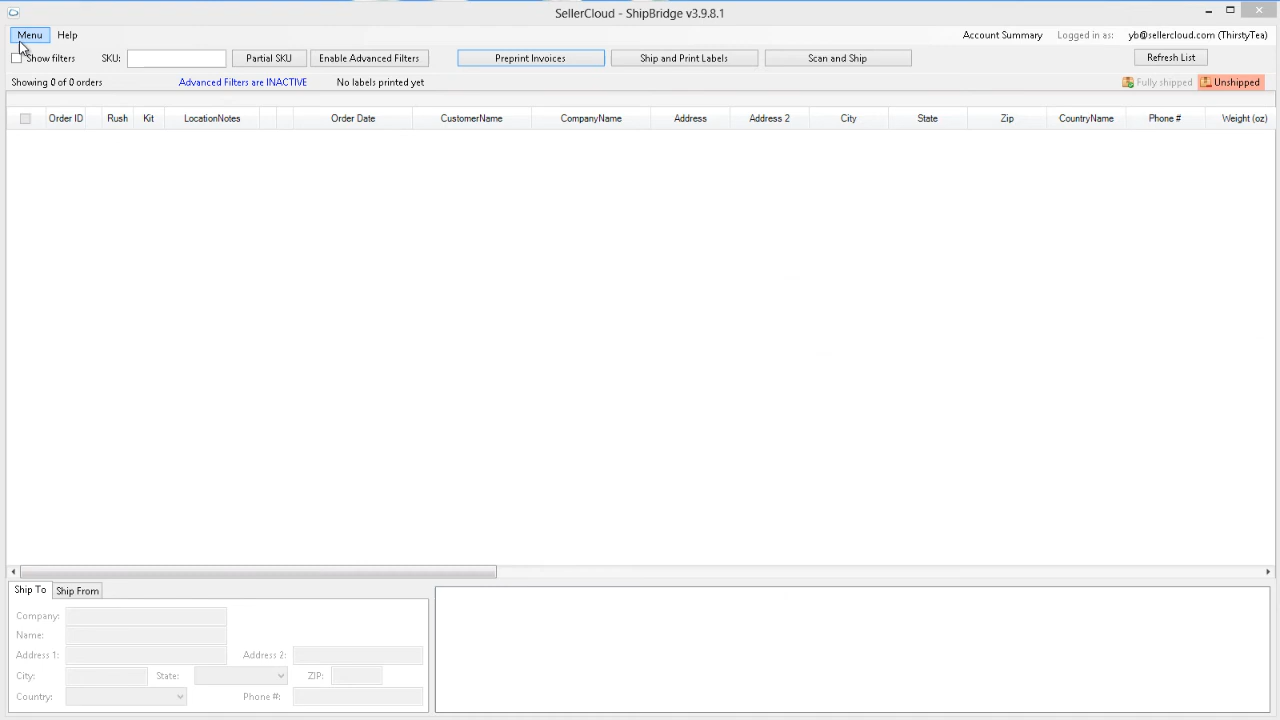 SellerCloud - ShipBridge v3.9.8.1
Menu Help Account Summary Logged in as: yb@sellercloud.com (ThirstyTea)
Show filters SKU: Partial SKU Enable Advanced Filters Preprint Invoices Ship and Print Labels Scan and Ship Refresh List
Showing 0 of 0 orders Advanced Filters are INACTIVE No labels printed yet Fully shipped Unshipped
Order ID Rush Kit LocationNotes Order Date CustomerName CompanyName Address Address 2 City State Zip CountryName Phone # Weight (oz)
Ship To Ship From
Company:
Name:
Address 1: Address 2:
City: State: ZIP:
Country: Phone #: